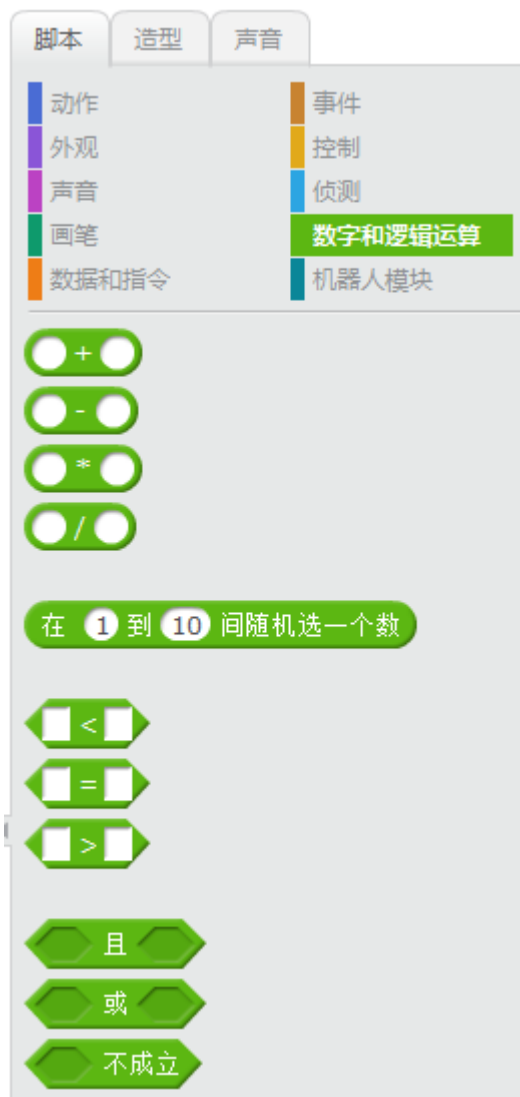 脚本 造型 声音
动作 事件
外观 控制
声音 侦测
画笔 数字和逻辑运算
数据和指令 机器人模块
+
-
*
/
在 1 到 10 间随机选一个数
<
=
>
且
或
不成立